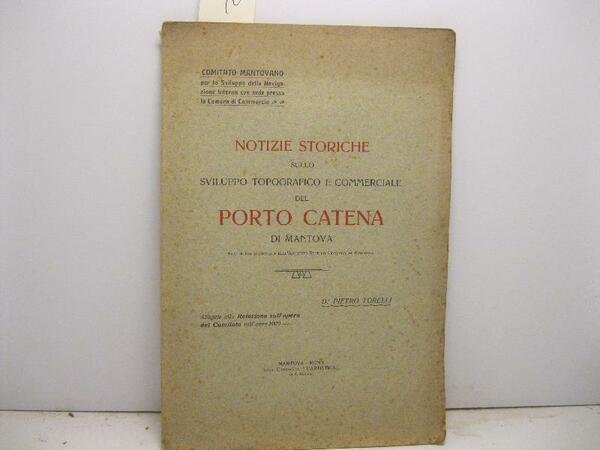 COMITATO MANTOVANO
per lo Sviluppo della Naviga-
zione Interna con sede presso
la Camera di Commercio
NOTIZIE STORICHE
SULLO
SVILUPPO TOPOGRAFICO E COMMERCIALE
DEL
PORTO CATENA
DI MANTOVA
Dr. PIETRO TORELLI
Allegato alla Relazione sull'opera
del Comitato nell'anno 1909
MANTOVA